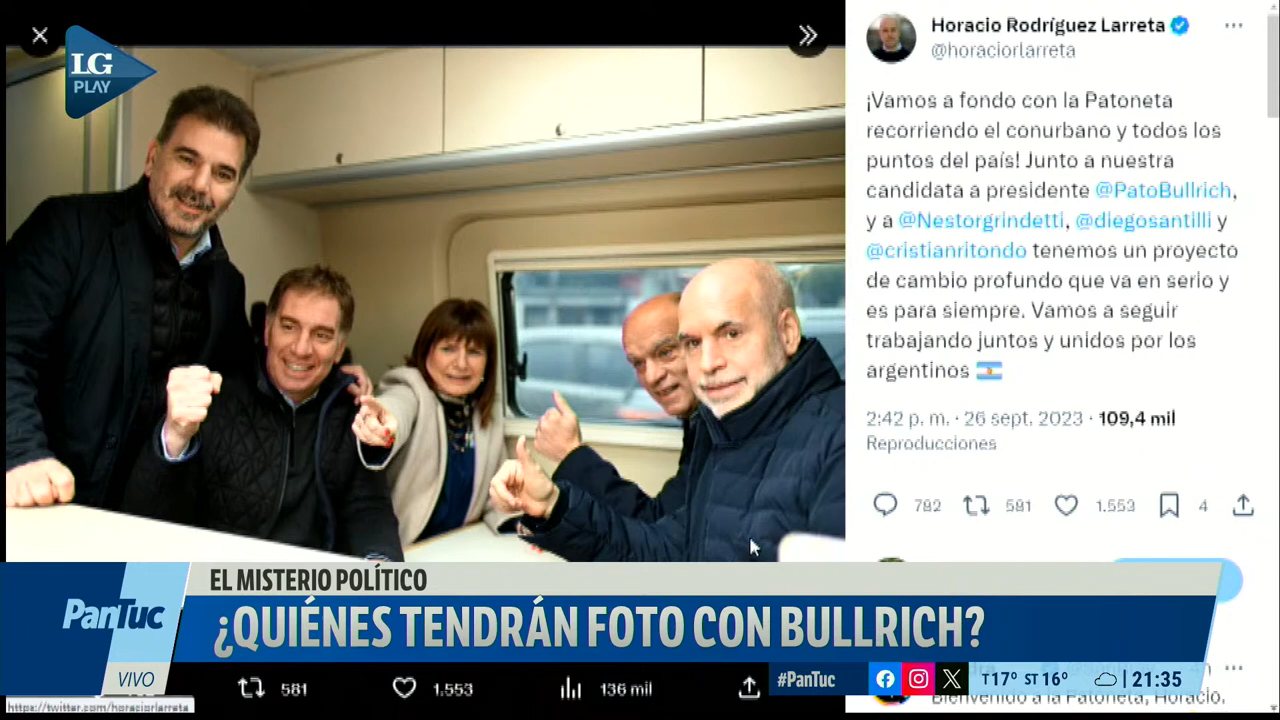 LG
PLAY
Horacio Rodríguez Larreta
@horaciorlarreta
¡Vamos a fondo con la Patoneta
recorriendo el conurbano y todos los
puntos del país! Junto a nuestra
candidata a presidente @PatoBullrich,
y a @Nestorgrindetti, @diegosantilli y
@cristianritondo tenemos un proyecto
de cambio profundo que va en serio y
es para siempre. Vamos a seguir
trabajando juntos y unidos por los
argentinos
2:42 p. m. · 26 sept. 2023 · 109,4 mil
Reproducciones
792 581 1.553 4
EL MISTERIO POLÍTICO
PanTuc
¿QUIÉNES TENDRÁN FOTO CON BULLRICH?
VIVO
581 1.553 136 mil
#PanTuc
T17º ST16º 21:35
Bienvenido a la Patoneta, Horacio.
https://twitter.com/horaciorlarreta